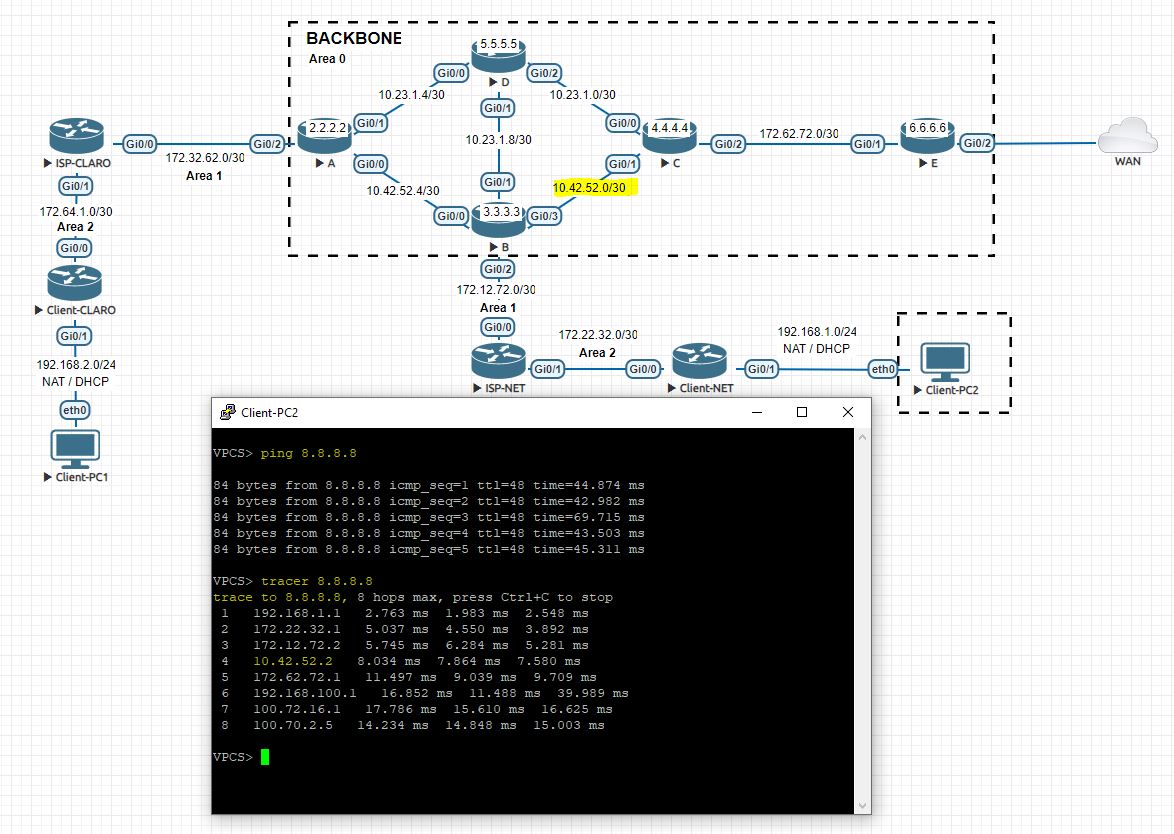 BACKBONE
Area 0
5.5.5.5
Gi0/0
Gi0/2
D
10.23.1.4/30
10.23.1.0/30
Gi0/1
Gi0/1
Gi0/0
2.2.2.2
4.4.4.4
6.6.6.6
10.23.1.8/30
172.62.72.0/30
ISP-CLARO
Gi0/0
Gi0/2
A
C
Gi0/2
Gi0/1
E
Gi0/2
WAN
172.32.62.0/30
Area 1
Gi0/0
Gi0/1
Gi0/1
Gi0/1
10.42.52.4/30
10.42.52.0/30
172.64.1.0/30
Area 2
Gi0/0
3.3.3.3
Gi0/3
B
Gi0/0
Gi0/2
172.12.72.0/30
Area 1
Client-CLARO
Gi0/1
Gi0/0
172.22.32.0/30
Area 2
192.168.1.0/24
NAT / DHCP
192.168.2.0/24
NAT / DHCP
ISP-NET
Gi0/1
Gi0/0
Client-NET
Gi0/1
eth0
Client-PC2
eth0
Client-PC1
Client-PC2
VPCS> ping 8.8.8.8
84 bytes from 8.8.8.8 icmp_seq=1 ttl=48 time=44.874 ms
84 bytes from 8.8.8.8 icmp_seq=2 ttl=48 time=42.982 ms
84 bytes from 8.8.8.8 icmp_seq=3 ttl=48 time=69.715 ms
84 bytes from 8.8.8.8 icmp_seq=4 ttl=48 time=43.503 ms
84 bytes from 8.8.8.8 icmp_seq=5 ttl=48 time=45.311 ms
VPCS> tracer 8.8.8.8
trace to 8.8.8.8, 8 hops max, press Ctrl+C to stop
1 192.168.1.1 2.763 ms 1.983 ms 2.548 ms
2 172.22.32.1 5.037 ms 4.550 ms 3.892 ms
3 172.12.72.2 5.745 ms 6.284 ms 5.281 ms
4 10.42.52.2 8.034 ms 7.864 ms 7.580 ms
5 172.62.72.1 11.497 ms 9.039 ms 9.709 ms
6 192.168.100.1 16.852 ms 11.488 ms 39.989 ms
7 100.72.16.1 17.786 ms 15.610 ms 16.625 ms
8 100.70.2.5 14.234 ms 14.848 ms 15.003 ms
VPCS>